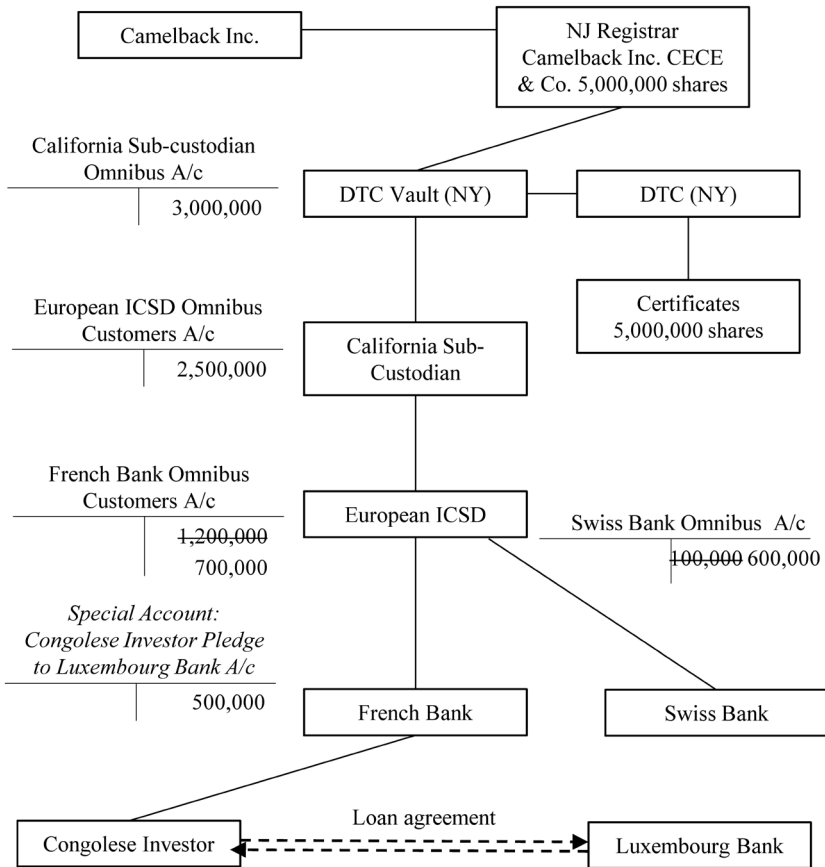 Camelback Inc.
NJ Registrar
Camelback Inc. CECE
& Co. 5,000,000 shares
California Sub-custodian
Omnibus A/c
3,000,000
DTC Vault (NY)
DTC (NY)
European ICSD Omnibus
Customers A/c
2,500,000
California Sub-
Custodian
Certificates
5,000,000 shares
French Bank Omnibus
Customers A/c
1,200,000
700,000
European ICSD
Swiss Bank Omnibus A/c
100,000 600,000
Special Account:
Congolese Investor Pledge
to Luxembourg Bank A/c
500,000
French Bank
Swiss Bank
Loan agreement
Congolese Investor
Luxembourg Bank